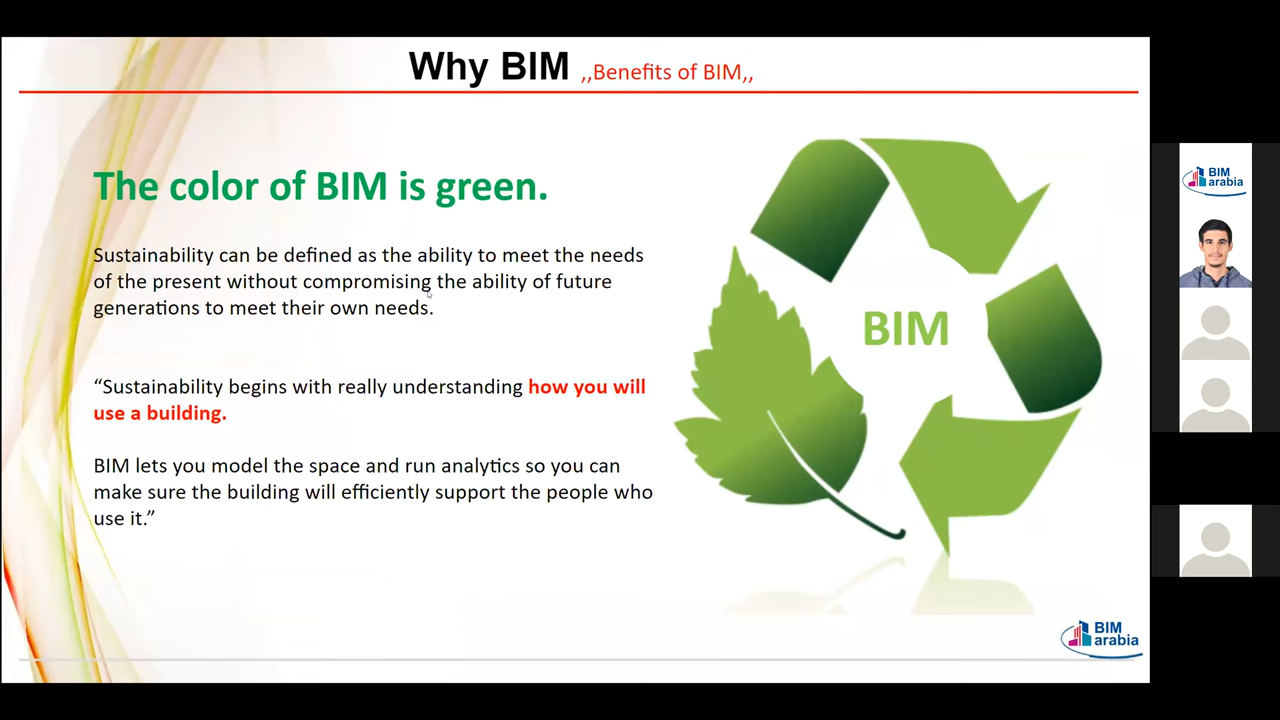 Why BIM ,,Benefits of BIM,,
The color of BIM is green.
Sustainability can be defined as the ability to meet the needs
of the present without compromising the ability of future
generations to meet their own needs.
“Sustainability begins with really understanding how you will
use a building.
BIM lets you model the space and run analytics so you can
make sure the building will efficiently support the people who
use it.”
BIM
BIM
arabia
BIM
arabia